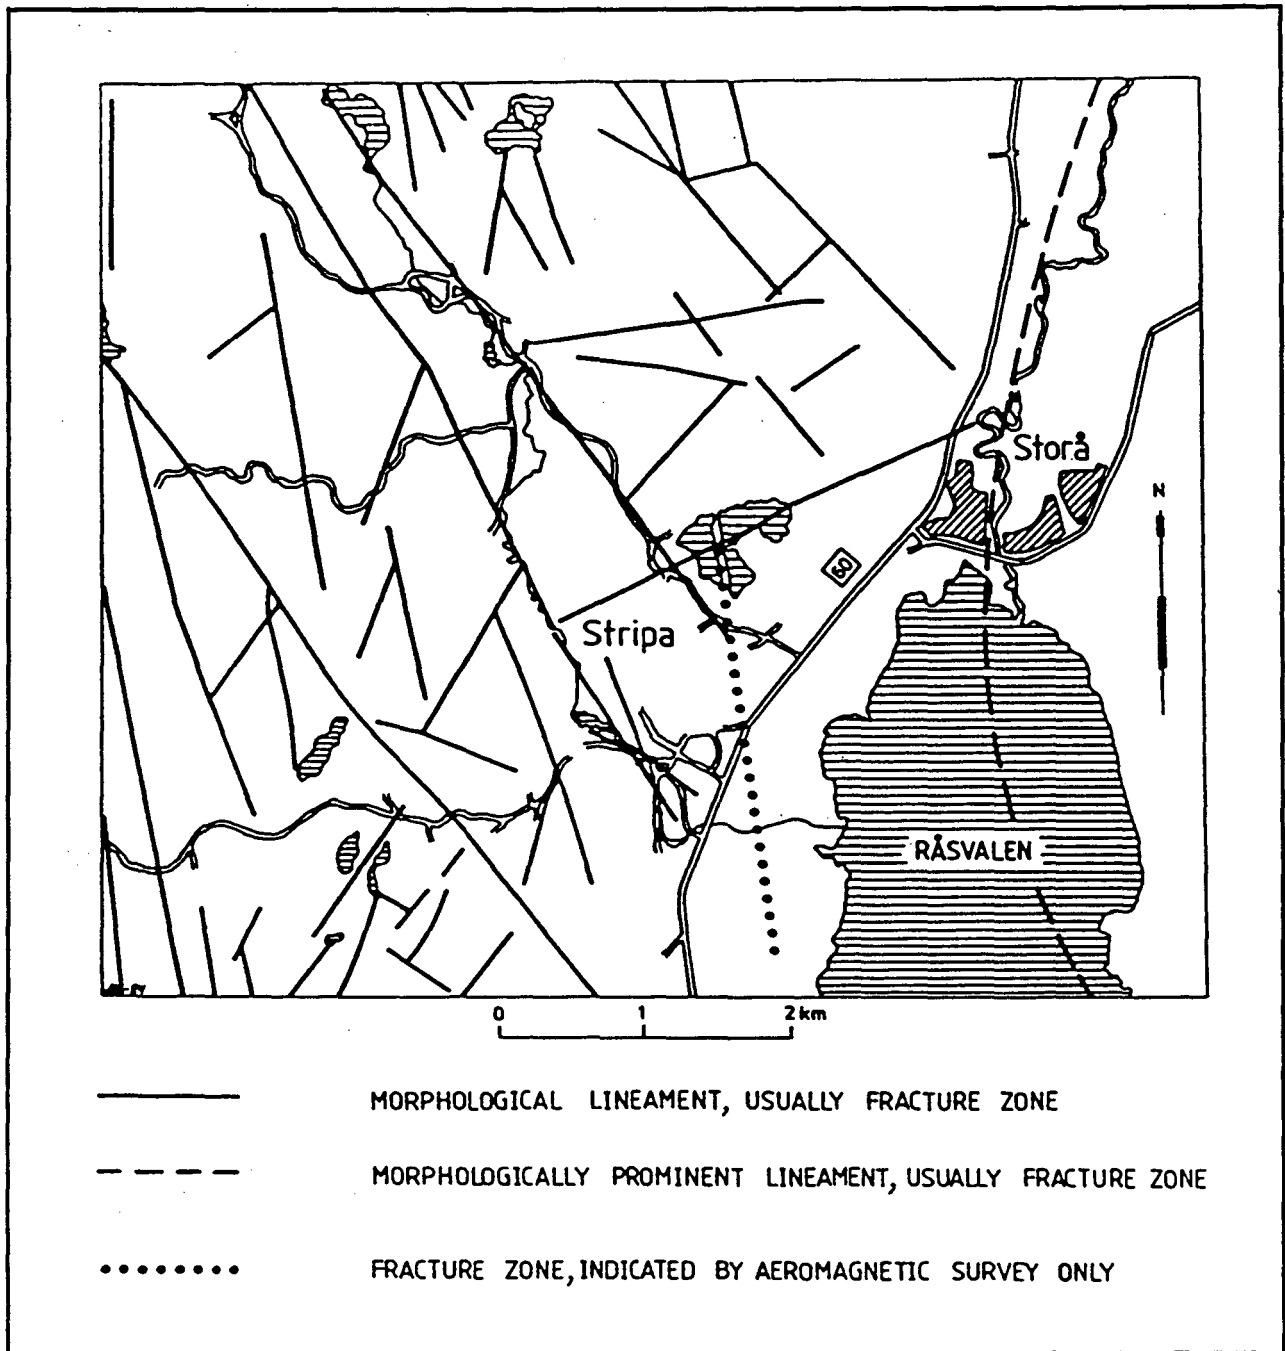 N
Storå
60
Stripa
RÅSVALEN
0 1 2 km
MORPHOLOGICAL LINEAMENT, USUALLY FRACTURE ZONE
MORPHOLOGICALLY PROMINENT LINEAMENT, USUALLY FRACTURE ZONE
FRACTURE ZONE, INDICATED BY AEROMAGNETIC SURVEY ONLY